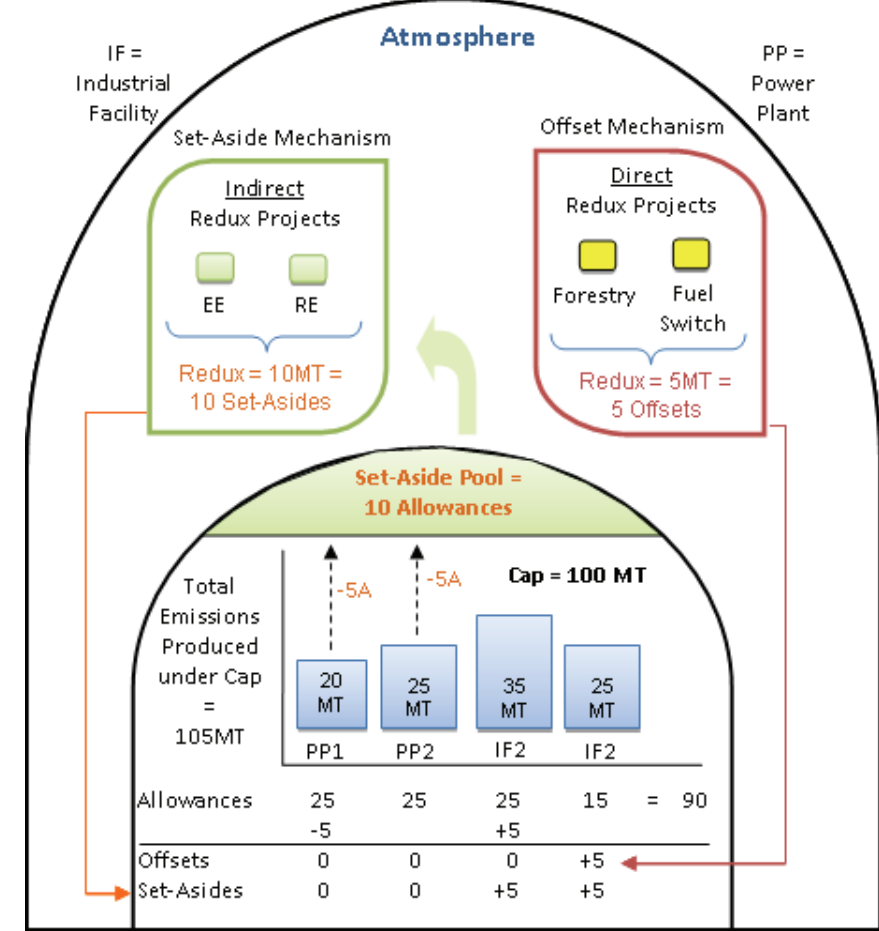 Atmosphere
IF =
Industrial
Facility
PP =
Power
Plant
Set-Aside Mechanism
Indirect
Redux Projects
EE RE
Redux = 10MT =
10 Set-Asides
Offset Mechanism
Direct
Redux Projects
Forestry Fuel
Switch
Redux = 5MT =
5 Offsets
Set-Aside Pool =
10 Allowances
-5A -5A Cap = 100 MT
Total
Emissions
Produced
under Cap
=
105MT
20
MT
25
MT
35
MT
25
MT
PP1 PP2 IF2 IF2
Allowances 25 25 25 15 = 90
-5 +5
Offsets 0 0 0 +5
Set-Asides 0 0 +5 +5